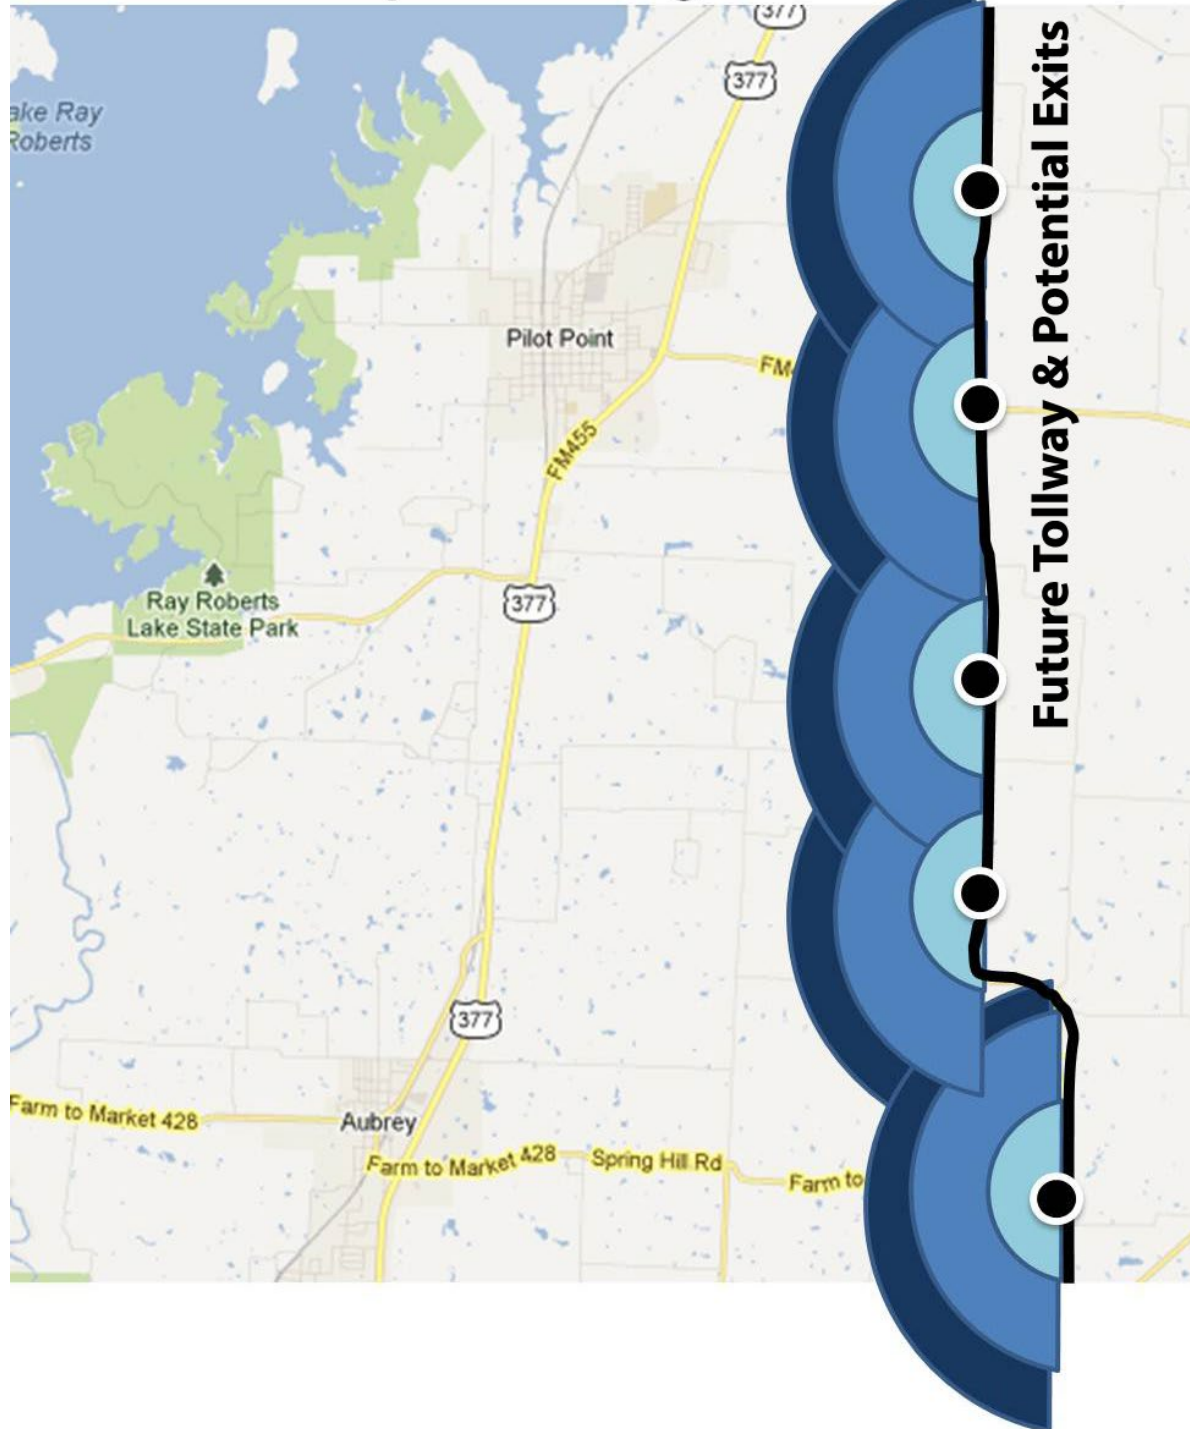 377
377
ake Ray
Roberts
Future Tollway & Potential Exits
Pilot Point
FM
FM455
Ray Roberts
Lake State Park
377
377
Farm to Market 428
Aubrey
Farm to Market 428
Spring Hill Rd
Farm to